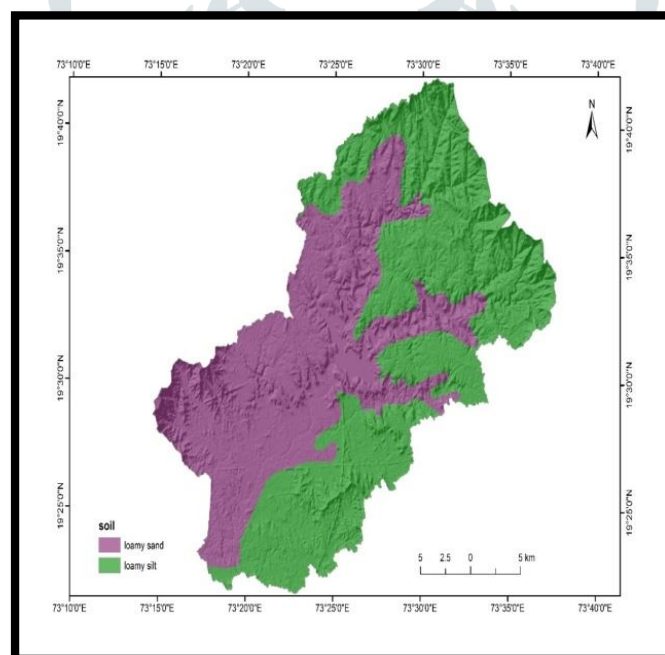 73°10'0"E 73°15'0"E 73°20'0"E 73°25'0"E 73°30'0"E 73°35'0"E 73°40'0"E
N
19°40'0"N 19°40'0"N
19°35'0"N 19°35'0"N
19°30'0"N 19°30'0"N
19°25'0"N 19°25'0"N
soil
loamy sand
loamy silt
5 2.5 0 5 km
73°10'0"E 73°15'0"E 73°20'0"E 73°25'0"E 73°30'0"E 73°35'0"E 73°40'0"E